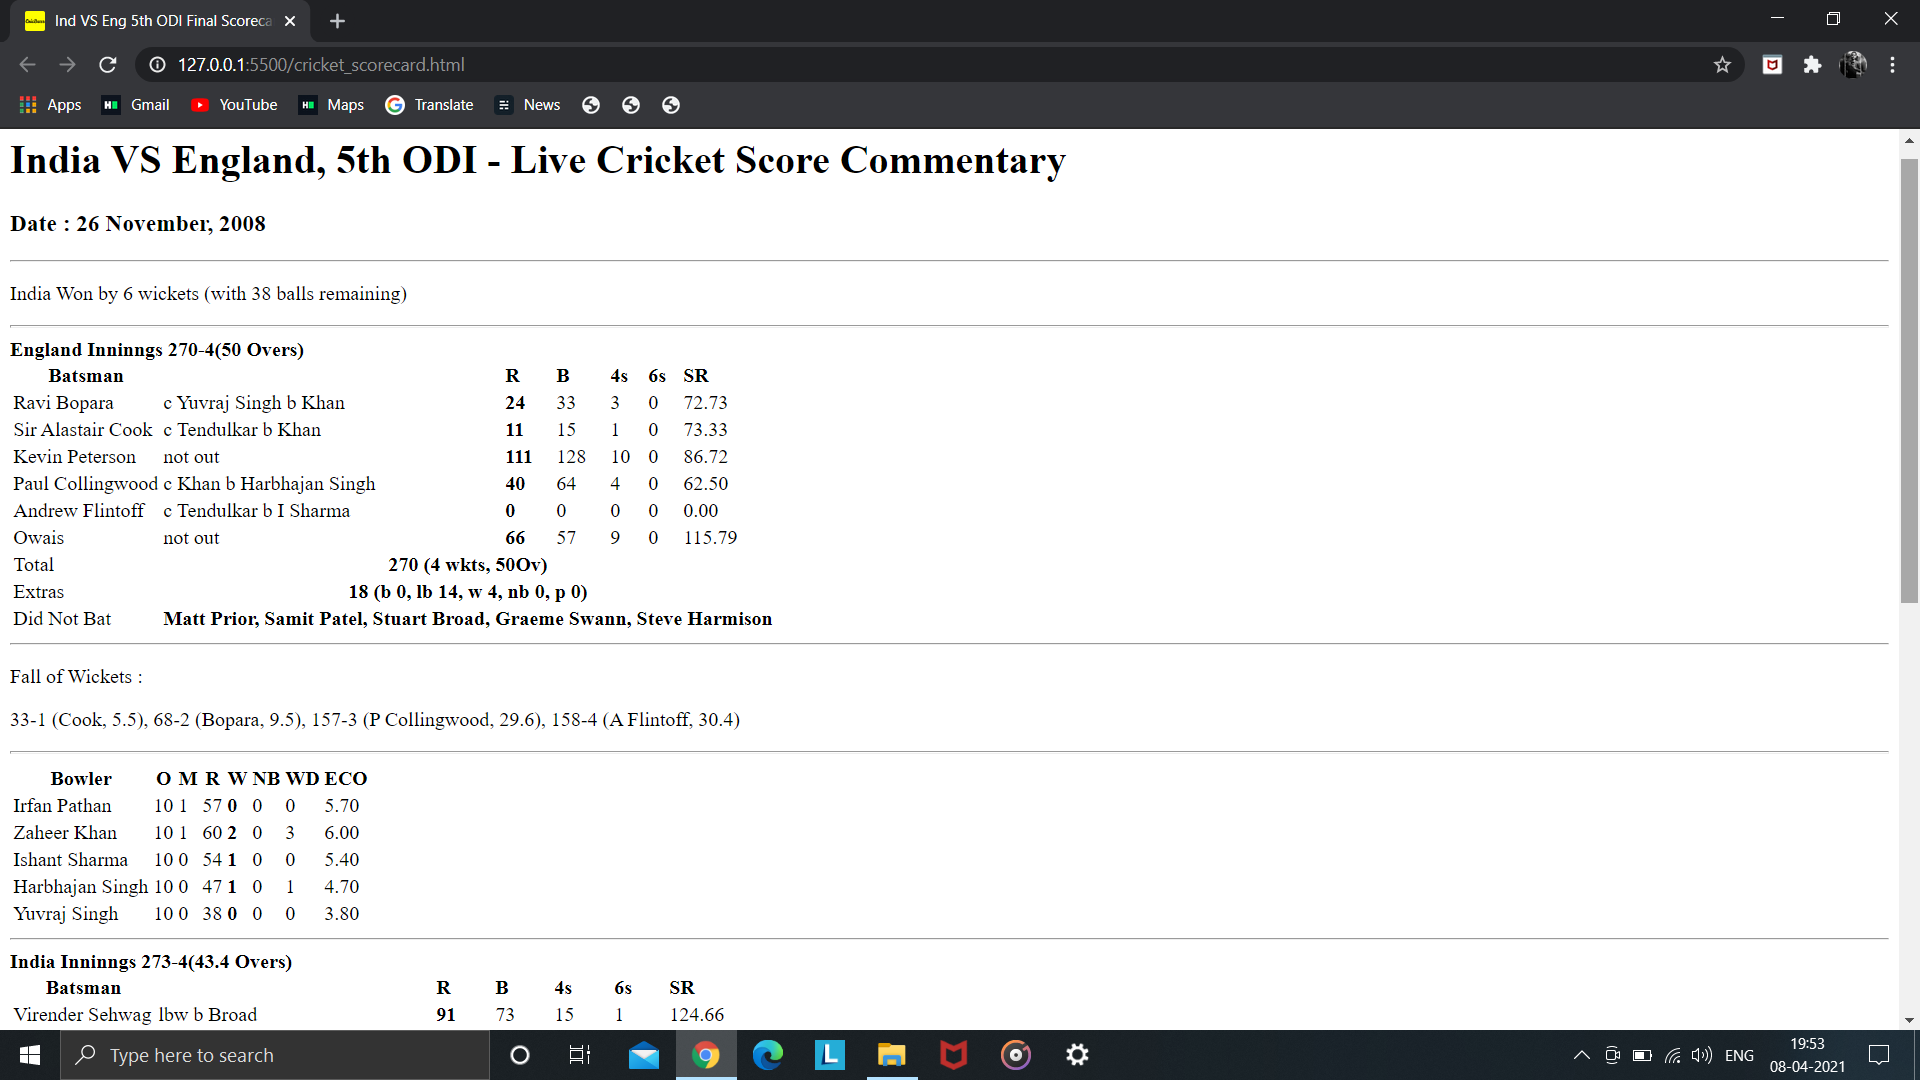 Ind VS Eng 5th ODI Final Scoreca
127.0.0.1:5500/cricket_scorecard.html
Apps Gmail YouTube Maps Translate News
India VS England, 5th ODI - Live Cricket Score Commentary
Date : 26 November, 2008
India Won by 6 wickets (with 38 balls remaining)
England Inninngs 270-4(50 Overs)
Batsman R B 4s 6s SR
Ravi Bopara c Yuvraj Singh b Khan 24 33 3 0 72.73
Sir Alastair Cook c Tendulkar b Khan 11 15 1 0 73.33
Kevin Peterson not out 111 128 10 0 86.72
Paul Collingwood c Khan b Harbhajan Singh 40 64 4 0 62.50
Andrew Flintoff c Tendulkar b I Sharma 0 0 0 0 0.00
Owais not out 66 57 9 0 115.79
Total 270 (4 wkts, 50Ov)
Extras 18 (b 0, lb 14, w 4, nb 0, p 0)
Did Not Bat Matt Prior, Samit Patel, Stuart Broad, Graeme Swann, Steve Harmison
Fall of Wickets :
33-1 (Cook, 5.5), 68-2 (Bopara, 9.5), 157-3 (P Collingwood, 29.6), 158-4 (A Flintoff, 30.4)
Bowler O M R W NB WD ECO
Irfan Pathan 10 1 57 0 0 0 5.70
Zaheer Khan 10 1 60 2 0 3 6.00
Ishant Sharma 10 0 54 1 0 0 5.40
Harbhajan Singh 10 0 47 1 0 1 4.70
Yuvraj Singh 10 0 38 0 0 0 3.80
India Inninngs 273-4(43.4 Overs)
Batsman R B 4s 6s SR
Virender Sehwag lbw b Broad 91 73 15 1 124.66
Type here to search
L
ENG
19:53
08-04-2021